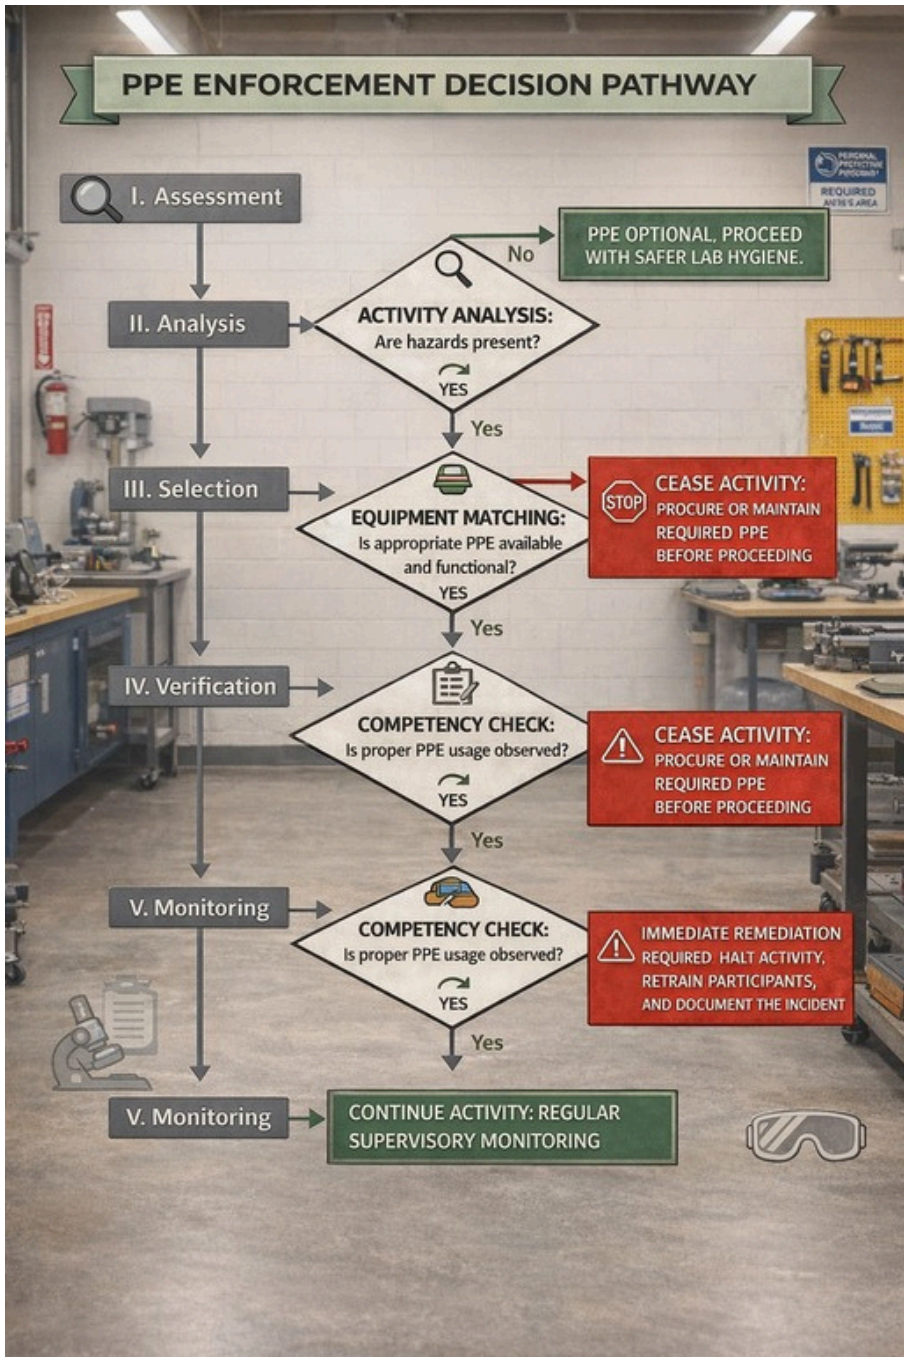 PPE ENFORCEMENT DECISION PATHWAY
I. Assessment
REQUIRED
No
PPE OPTIONAL, PROCEED
WITH SAFER LAB HYGIENE.
II. Analysis
ACTIVITY ANALYSIS:
Are hazards present?
YES
Yes
III. Selection
EQUIPMENT MATCHING:
Is appropriate PPE available
and functional?
YES
STOP
CEASE ACTIVITY:
PROCURE OR MAINTAIN
REQUIRED PPE
BEFORE PROCEEDING
Yes
IV. Verification
COMPETENCY CHECK:
Is proper PPE usage observed?
YES
CEASE ACTIVITY:
PROCURE OR MAINTAIN
REQUIRED PPE
BEFORE PROCEEDING
Yes
V. Monitoring
COMPETENCY CHECK:
Is proper PPE usage observed?
YES
IMMEDIATE REMEDIATION
REQUIRED HALT ACTIVITY,
RETRAIN PARTICIPANTS,
AND DOCUMENT THE INCIDENT
Yes
V. Monitoring
CONTINUE ACTIVITY: REGULAR
SUPERVISORY MONITORING